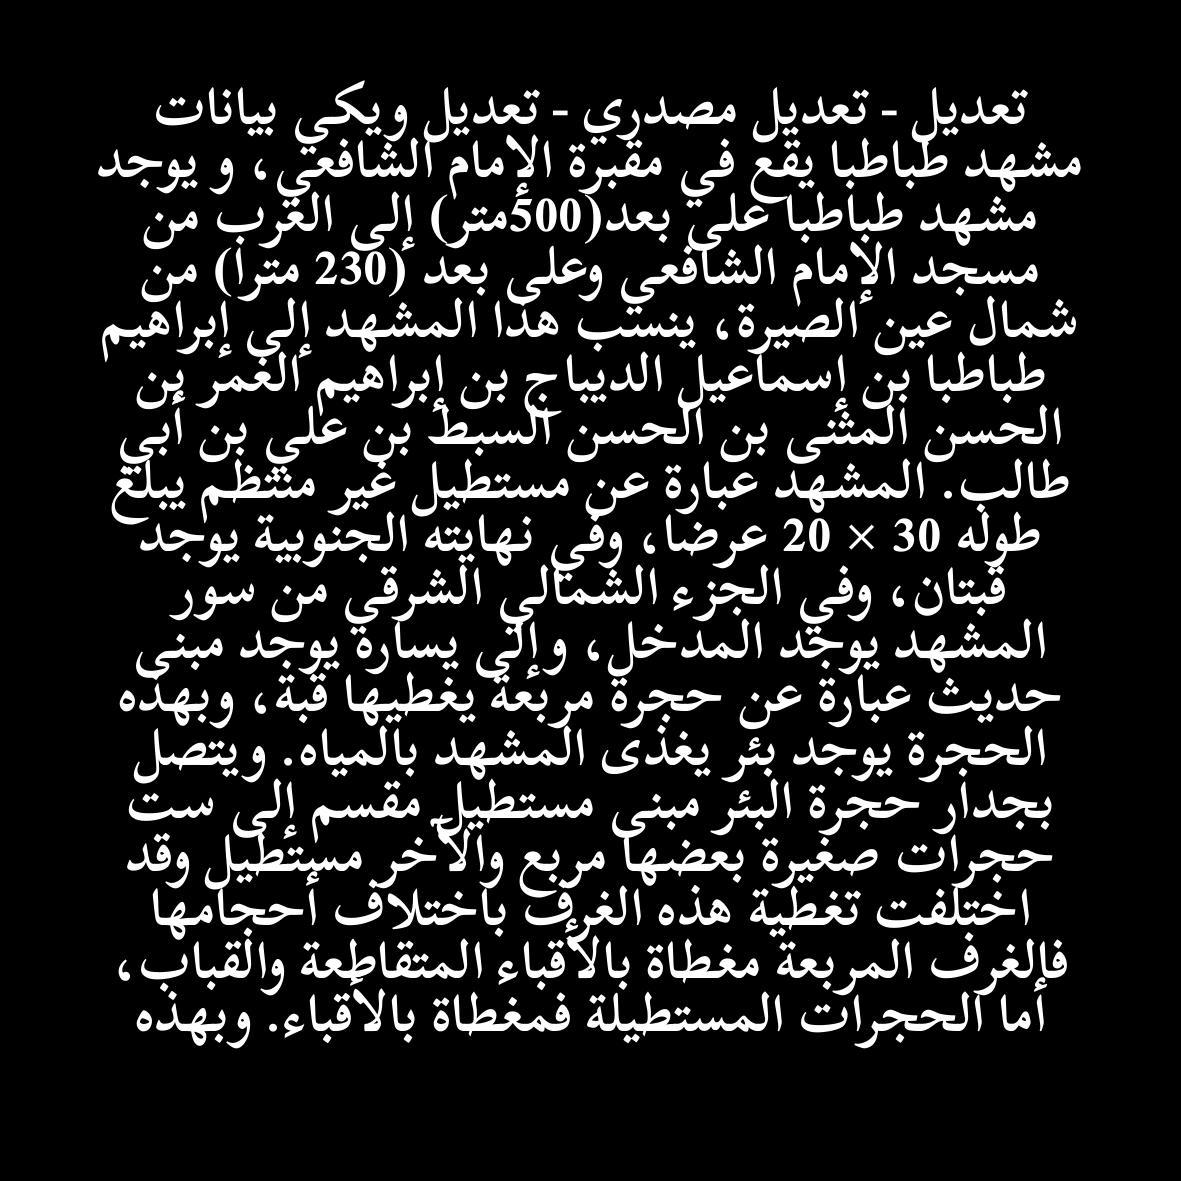 تعديل - تعديل مصدري - تعديل ويكي بيانات
مشهد طباطبا يقع في مقبرة الإمام الشافعي، و يوجد
مشهد طباطبا على بعد(500متر) إلى الغرب من
مسجد الإمام الشافعي وعلى بعد (230 مترا) من
شمال عين الصيرة، ينسب هذا المشهد إلى إبراهيم
طباطبا بن إسماعيل الديباج بن إبراهيم الغمر بن
الحسن المثنى بن الحسن السبط بن علي بن أبي
طالب. المشهد عبارة عن مستطيل غير منتظم يبلغ
طوله 30 × 20 عرضا، وفي نهايته الجنوبية يوجد
قبتان، وفي الجزء الشمالي الشرقي من سور
المشهد يوجد المدخل، وإلى يسارة يوجد مبنى
حديث عبارة عن حجرة مربعة يغطيها قبة، وبهذه
الحجرة يوجد بئر يغذى المشهد بالمياه. ويتصل
بجدار حجرة البئر مبنى مستطيل مقسم إلى ست
حجرات صغيرة بعضها مربع والآخر مستطيل وقد
اختلفت تغطية هذه الغرف باختلاف أحجامها
فالغرف المربعة مغطاة بالأقباء المتقاطعة والقباب،
أما الحجرات المستطيلة فمغطاة بالأقباء. وبهذه